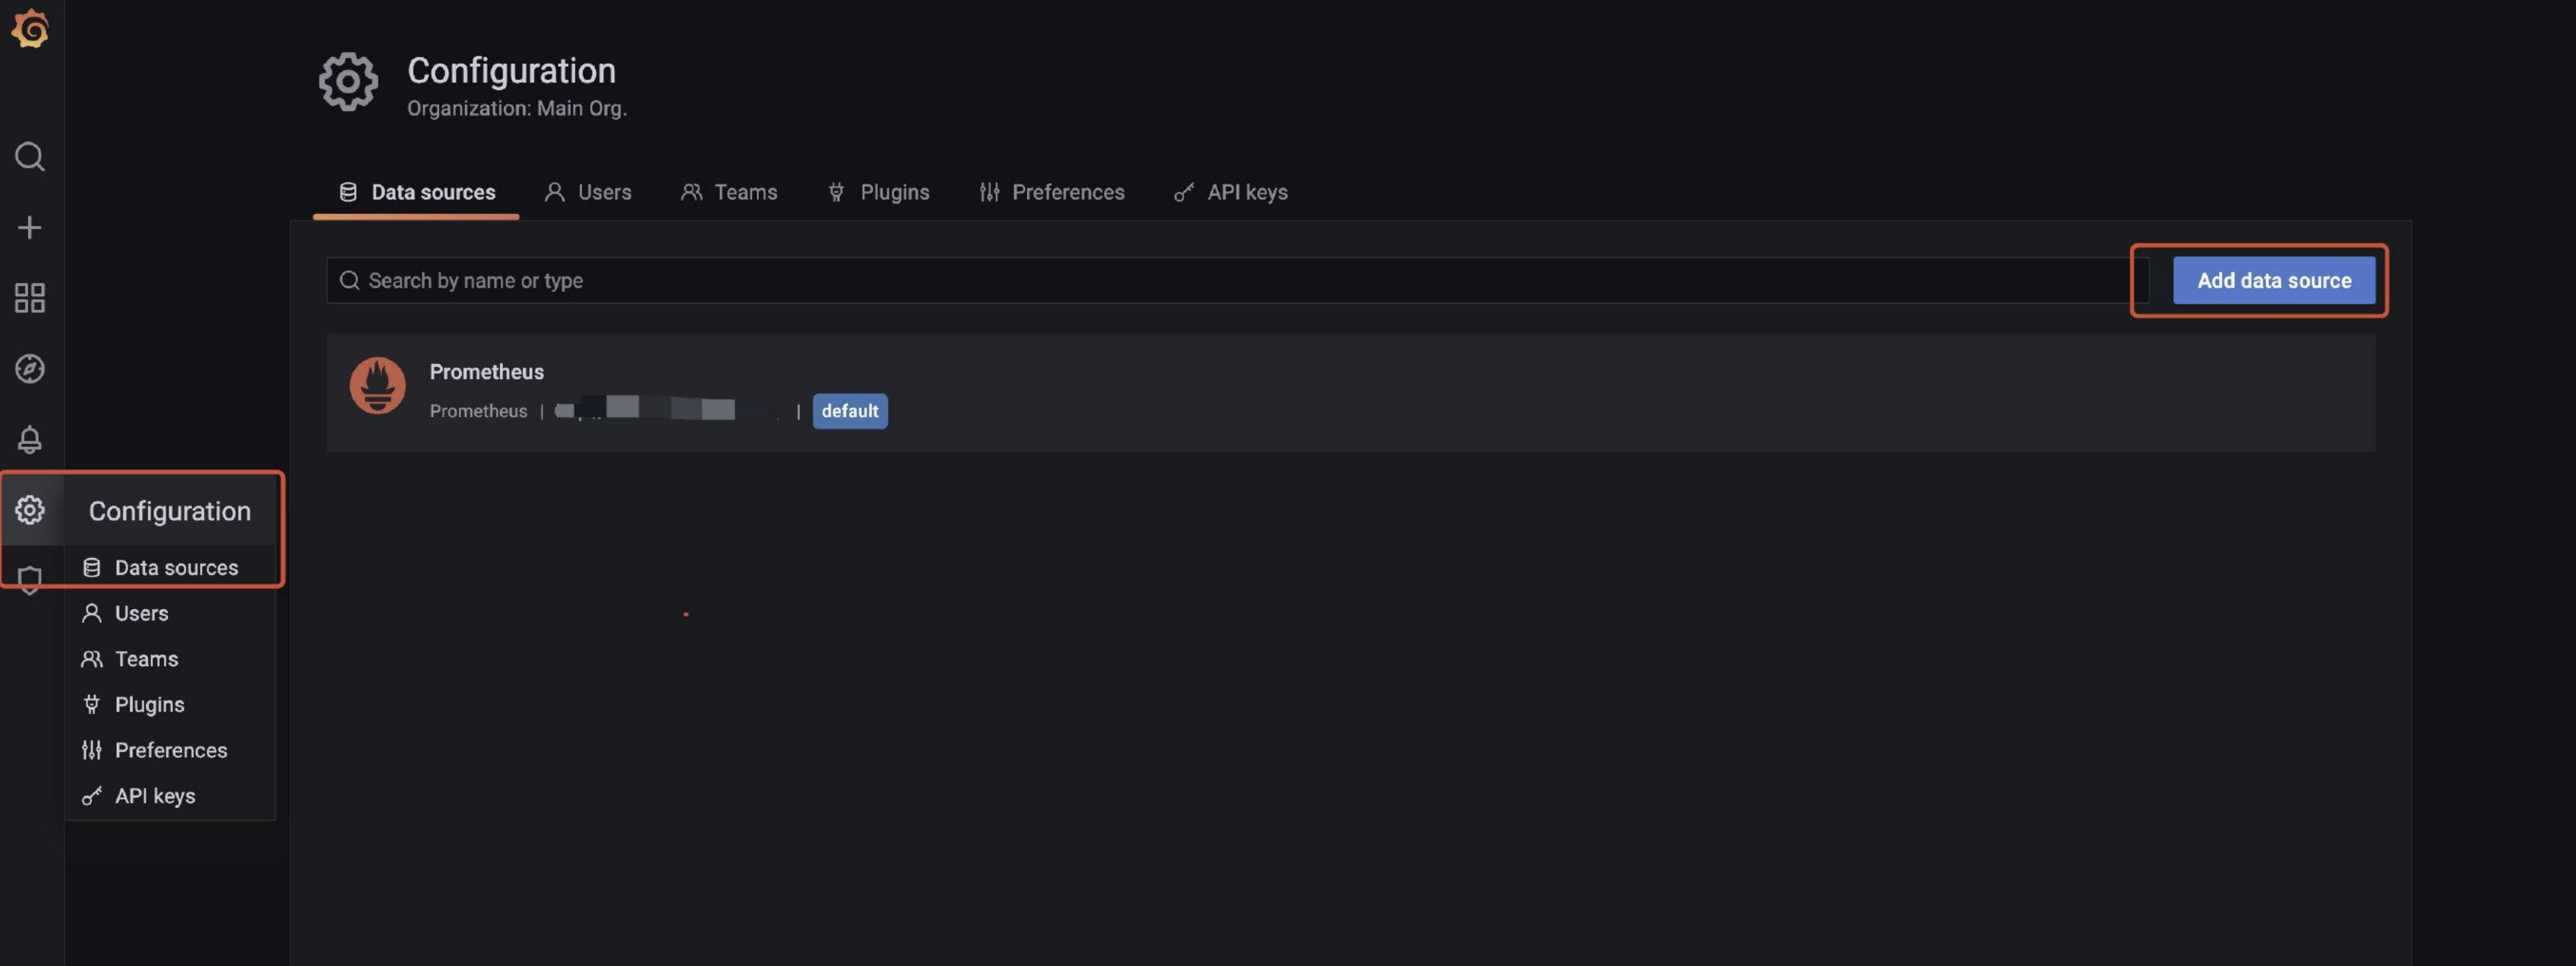 Configuration
Organization: Main Org.
Data sources Users Teams Plugins Preferences API keys
Search by name or type
Add data source
Prometheus
Prometheus | | default
Configuration
Data sources
Users
Teams
Plugins
Preferences
API keys